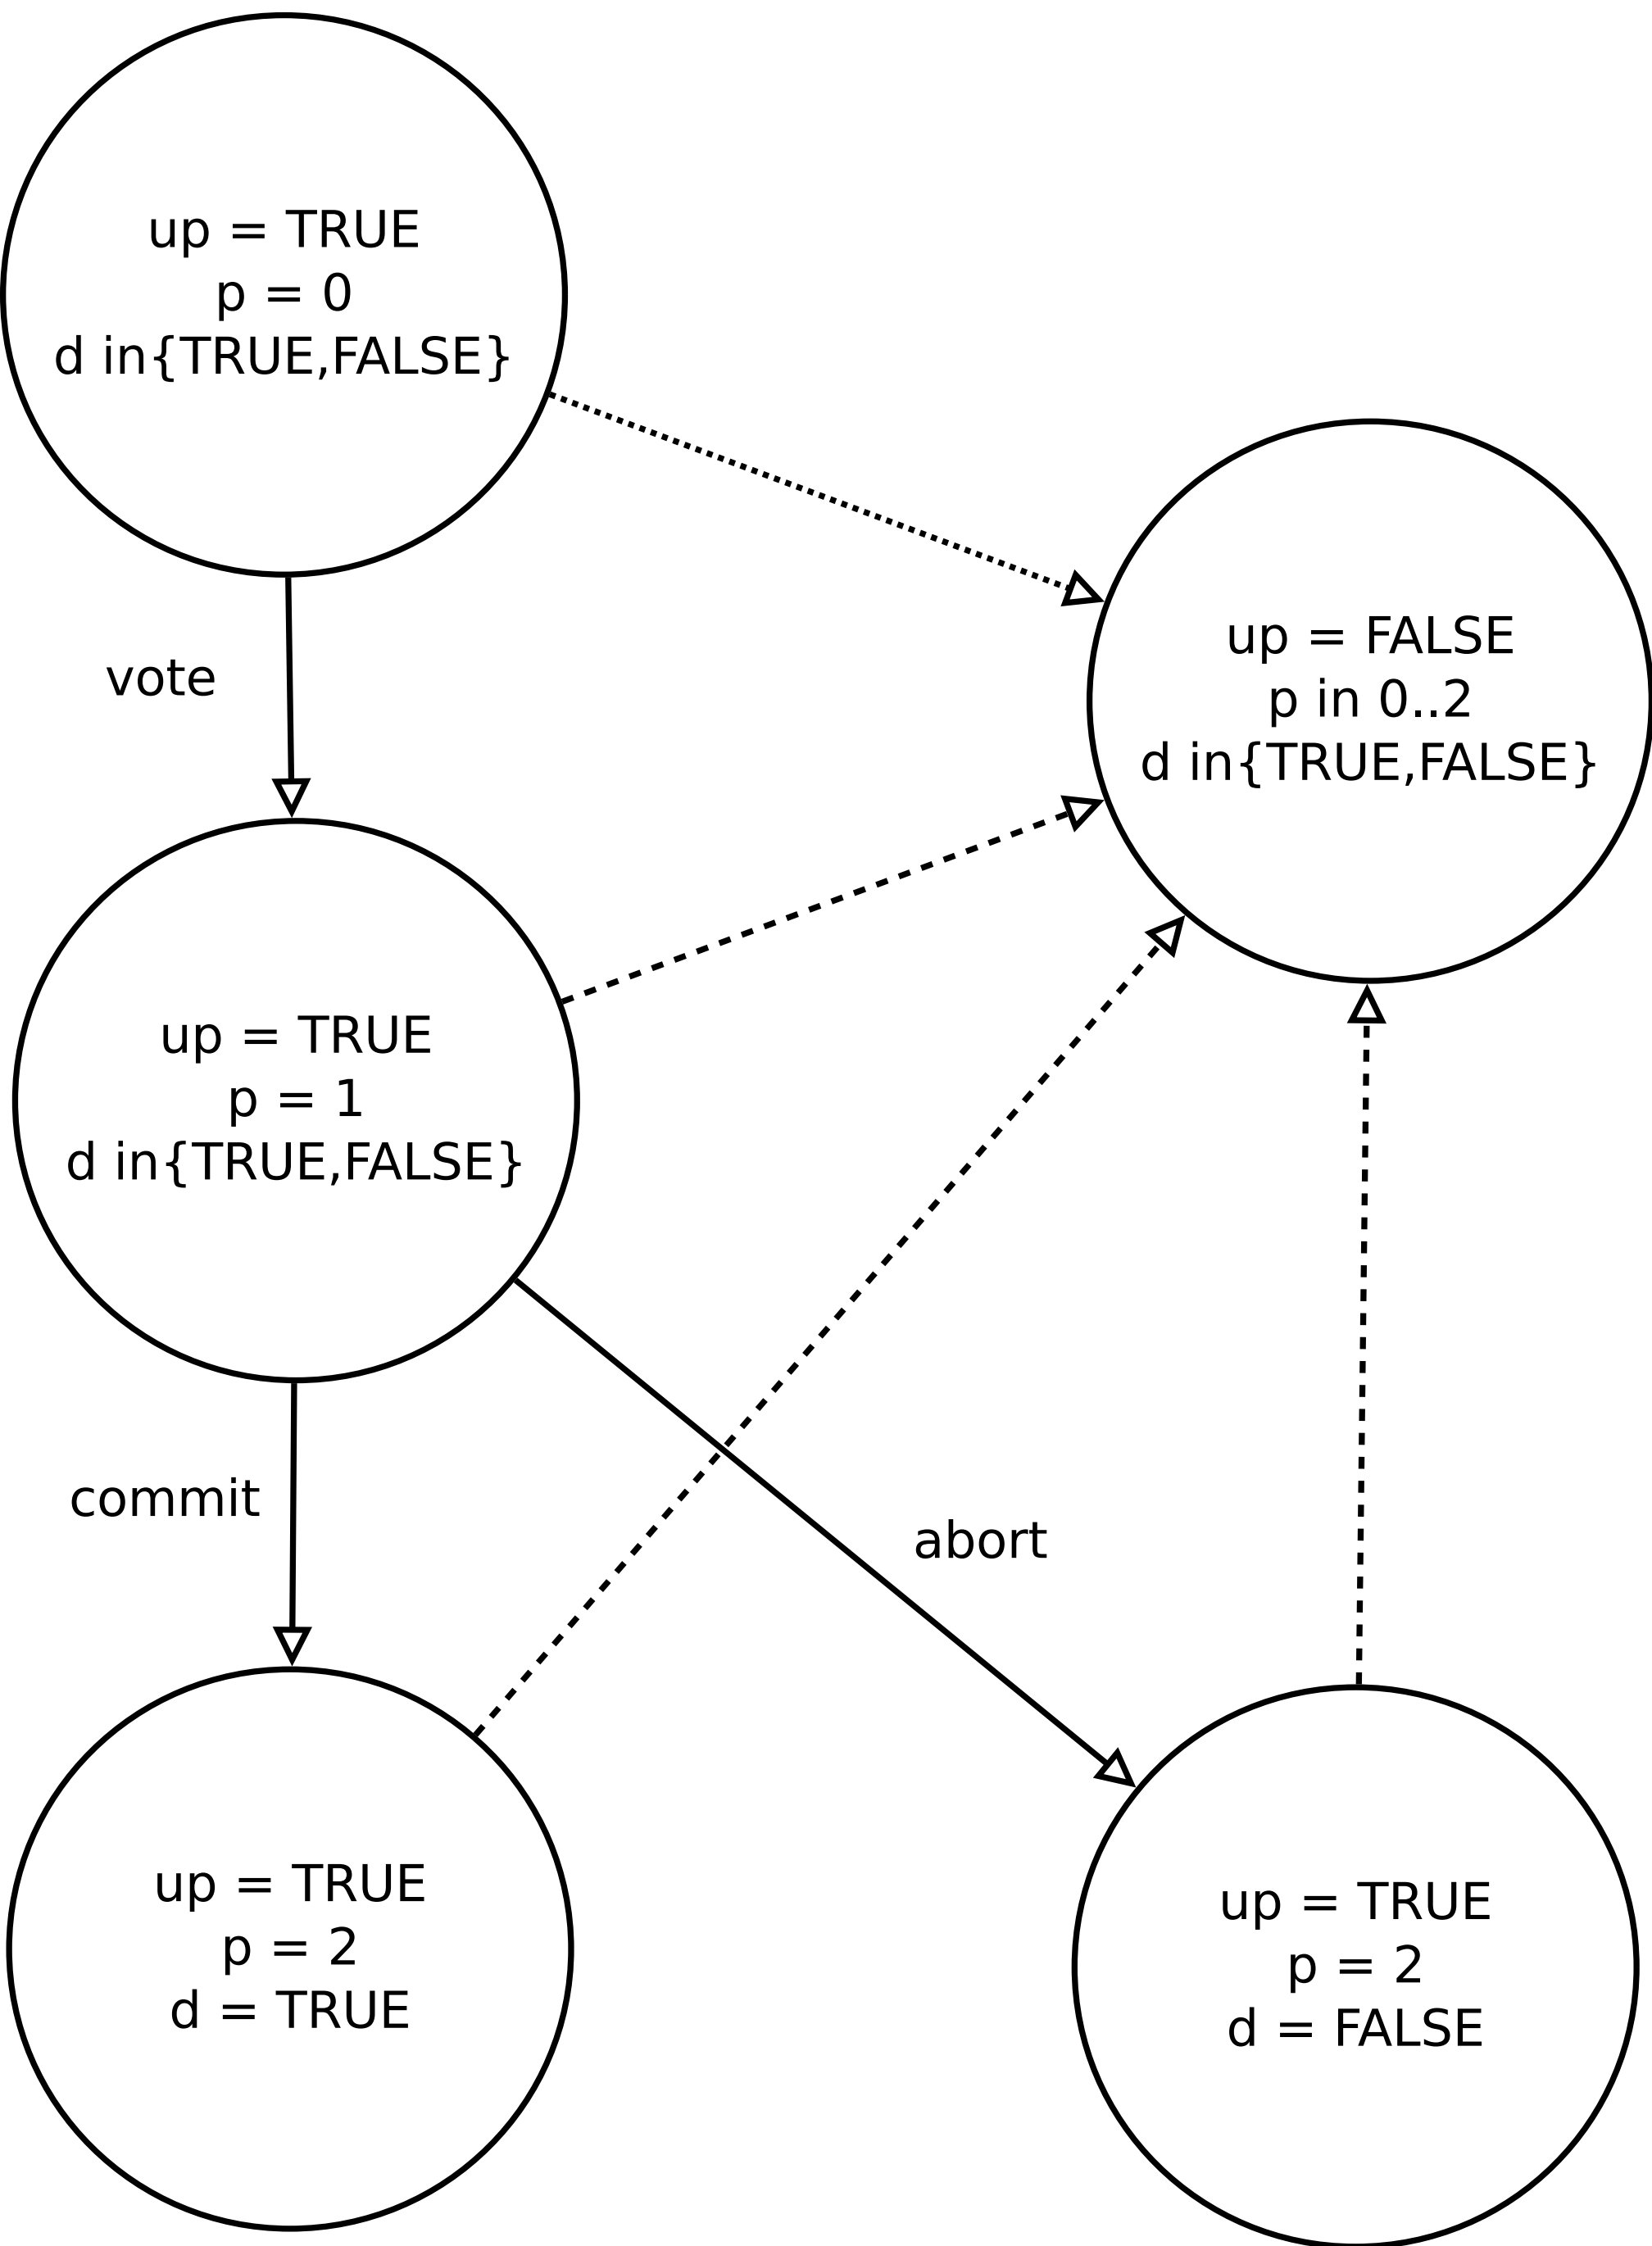 up = TRUE
p = 0
d in{TRUE,FALSE}
up = FALSE
p in 0..2
d in{TRUE,FALSE}
vote
up = TRUE
p = 1
d in{TRUE,FALSE}
commit
abort
up = TRUE
p = 2
d = TRUE
up = TRUE
p = 2
d = FALSE